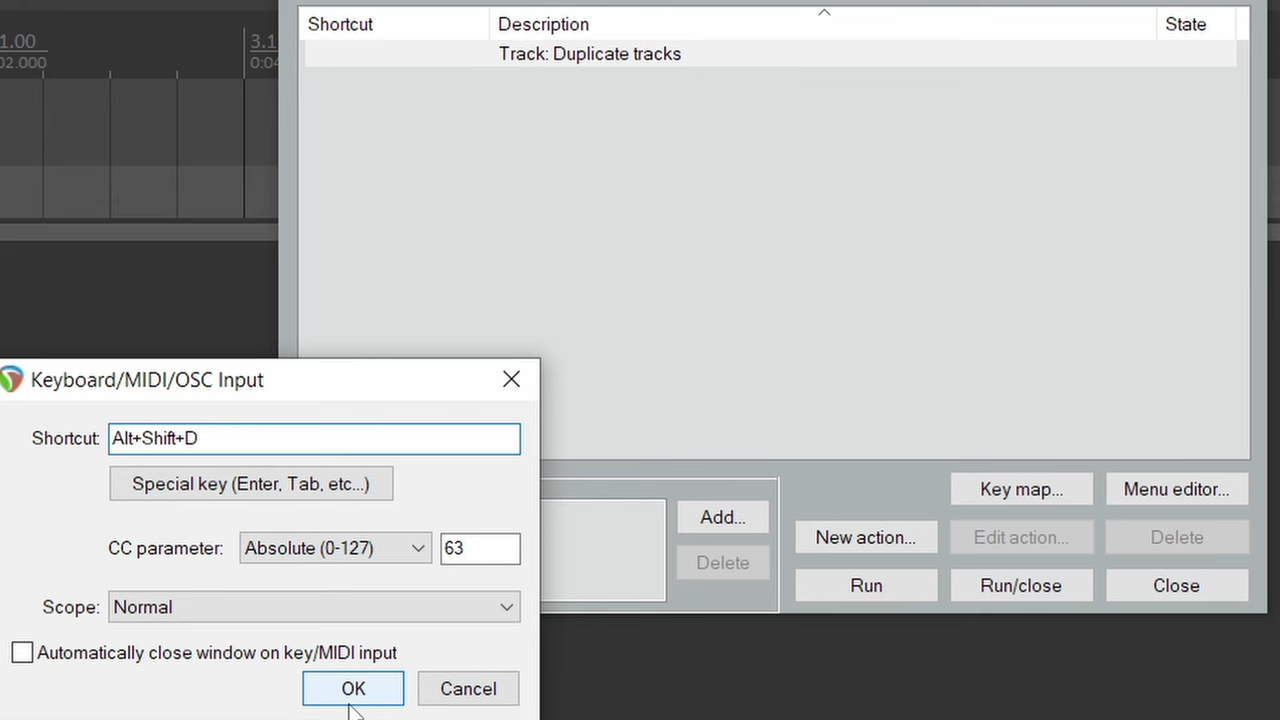 Shortcut Description State
Track: Duplicate tracks
1.00 3.1
02.000 0:04
Keyboard/MIDI/OSC Input
Shortcut: Alt+Shift+D
Special key (Enter, Tab, etc...)
CC parameter: Absolute (0-127) 63
Scope: Normal
Automatically close window on key/MIDI input
OK Cancel
Add...
Delete
Key map... Menu editor...
New action... Edit action... Delete
Run Run/close Close